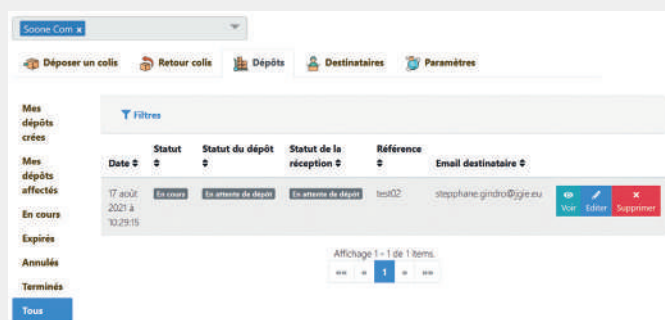 Soone Com x
Déposer un colis Retour colis Dépôts Destinataires Paramètres
Mes
dépôts
crées
Mes
dépôts
affectés
En cours
Expirés
Annulés
Terminés
Tous
Filtres
Date Statut Statut du dépôt Statut de la réception Référence Email destinataire
17 août
2021 à
10:29:15
En cours En attente de dépôt En attente de dépôt test02 stepphane.gindro@jgie.eu
Voir Editer Supprimer
Affichage 1 - 1 de 1 items.
«« « 1 » »»